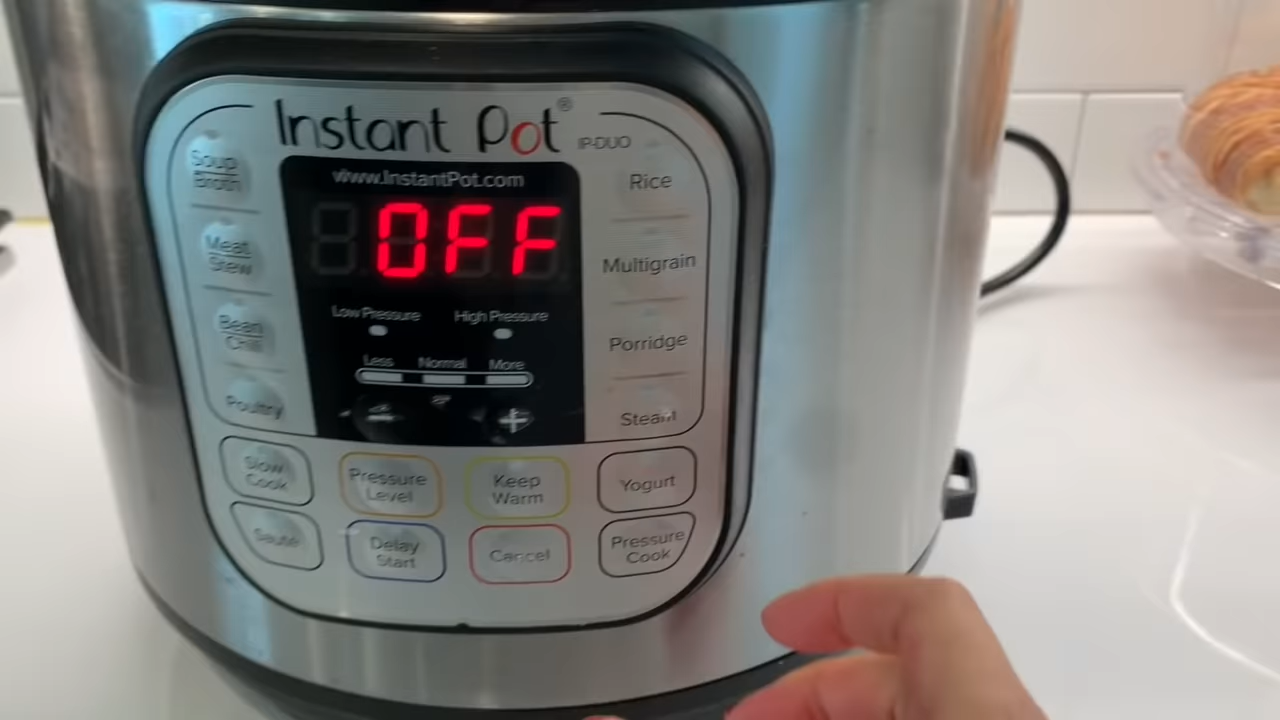 Instant Pot®
IP-DUO
www.InstantPot.com
OFF
Low Pressure
High Pressure
Less
Normal
More
Soup
Broth
Meat
Stew
Bean
Chili
Poultry
Rice
Multigrain
Porridge
Steam
Slow
Cook
Pressure
Level
Keep
Warm
Yogurt
Sauté
Delay
Start
Cancel
Pressure
Cook